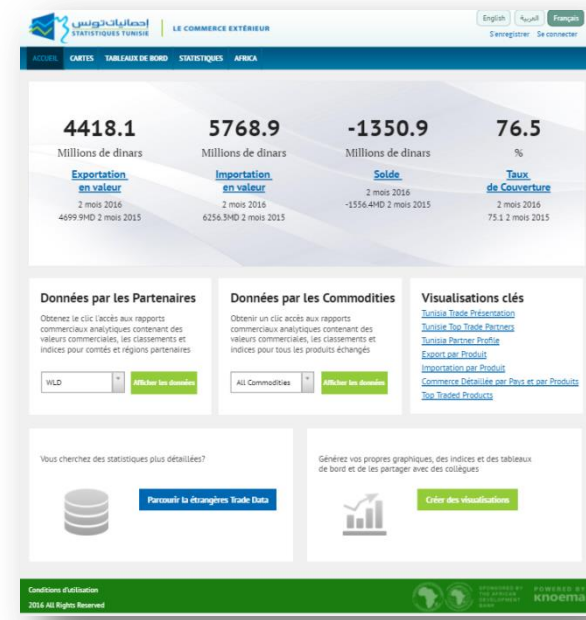 English العربية Français
إحصائيات تونس
STATISTIQUES TUNISIE
LE COMMERCE EXTÉRIEUR
S'enregistrer Se connecter
ACCUEIL CARTES TABLEAUX DE BORD STATISTIQUES AFRICA
4418.1
Millions de dinars
Exportation
en valeur
2 mois 2016
4699.9MD 2 mois 2015
5768.9
Millions de dinars
Importation
en valeur
2 mois 2016
6256.3MD 2 mois 2015
-1350.9
Millions de dinars
Solde
2 mois 2016
-1556.4MD 2 mois 2015
76.5
%
Taux
de Couverture
2 mois 2016
75.1 2 mois 2015
Données par les Partenaires
Obtenez le clic l'accès aux rapports
commerciaux analytiques contenant des
valeurs commerciales, les classements et
indices pour comtés et régions partenaires
WLD
Afficher les données
Données par les Commodities
Obtenir un clic accès aux rapports
commerciaux analytiques contenant des
valeurs commerciales, les classements et
indices pour tous les produits échangés
All Commodities
Afficher les données
Visualisations clés
Tunisia Trade Présentation
Tunisie Top Trade Partners
Tunisia Partner Profile
Export par Produit
Importation par Produit
Commerce Détaillée par Pays et par Produits
Top Traded Products
Vous cherchez des statistiques plus détaillées?
Parcourir la étrangères Trade Data
Générez vos propres graphiques, des indices et des tableaux
de bord et de les partager avec des collègues
Créer des visualisations
Conditions d'utilisation
2016 All Rights Reserved
SPONSORED BY
THE AFRICAN
DEVELOPMENT
BANK
POWERED BY
knoema